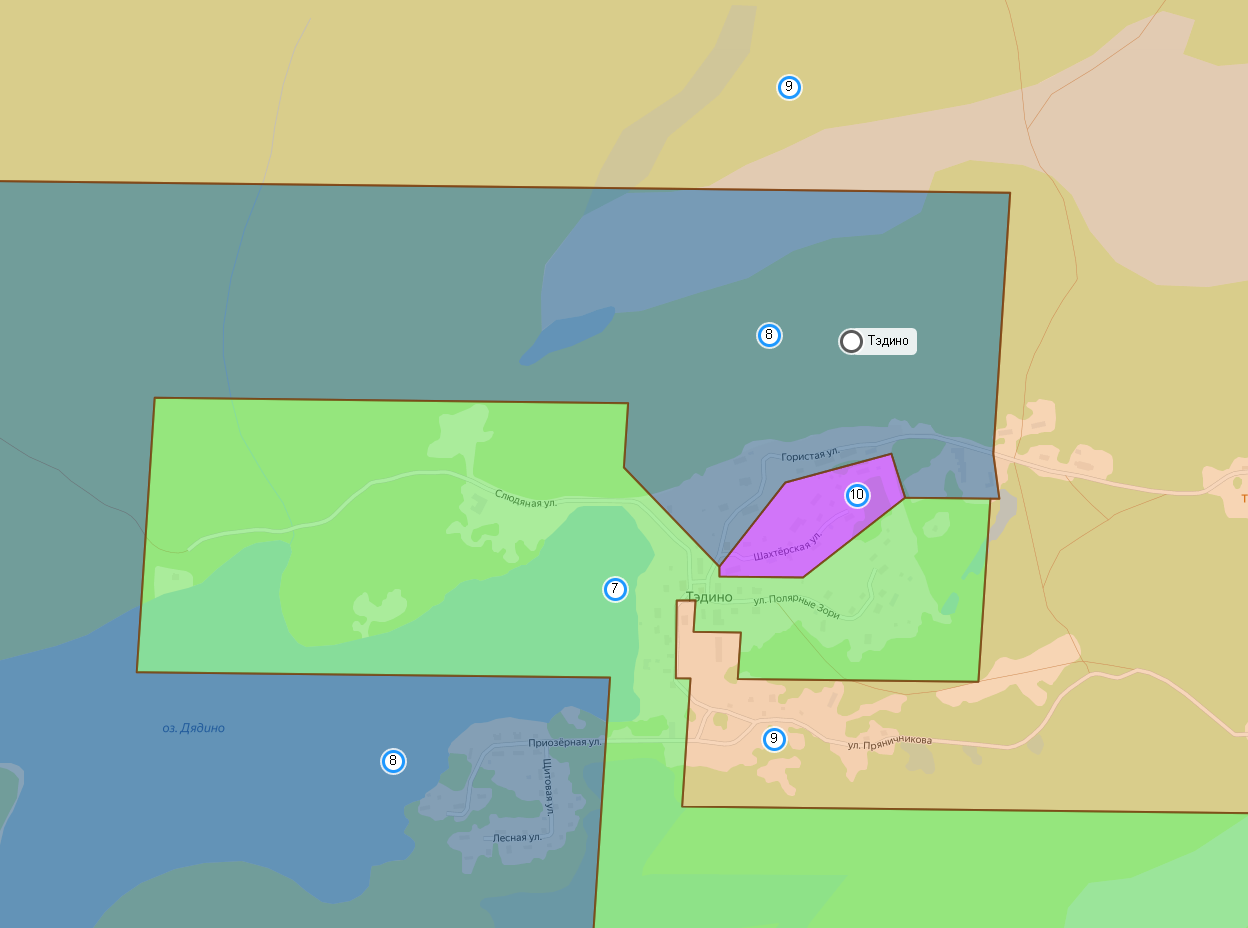 9
8
Тэдино
Гористая ул.
10
Слюдяная ул.
Шахтёрская ул.
7
Тэдино
ул. Полярные Зори
оз. Дядино
Приозёрная ул.
9
ул. Пряничникова
8
Щитовая ул.
Лесная ул.
Т